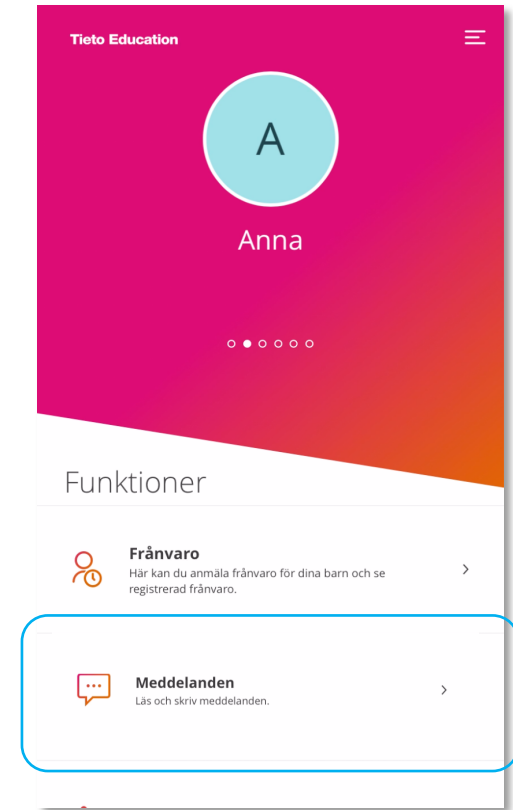 Tieto Education
A
Anna
Funktioner
Frånvaro
Här kan du anmäla frånvaro för dina barn och se
registrerad frånvaro.
Meddelanden
Läs och skriv meddelanden.